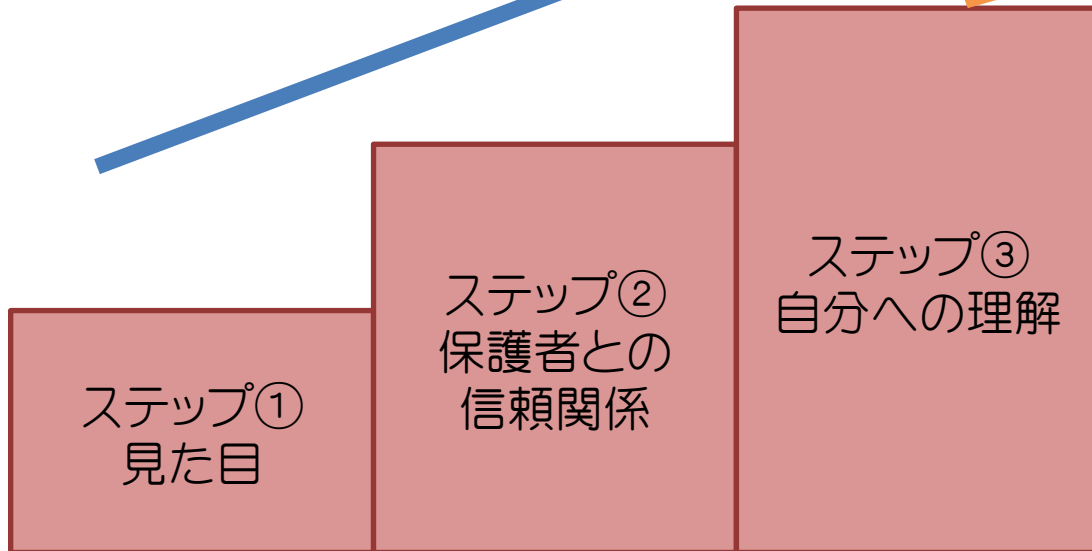 ステップ①
見た目
ステップ②
保護者との
信頼関係
ステップ③
自分への理解